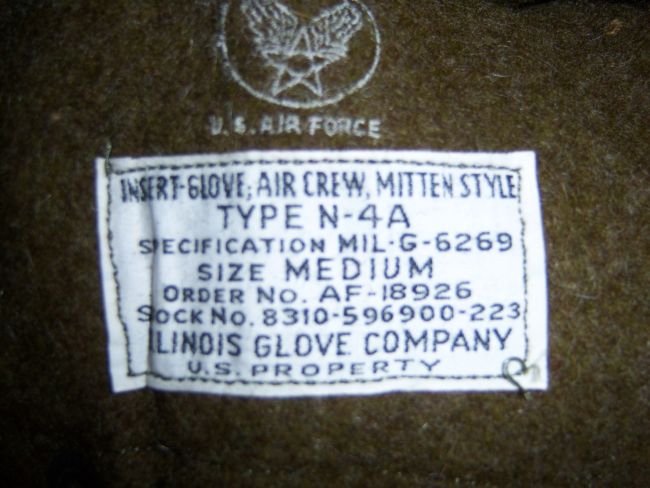 U.S. AIR FORCE
INSERT-GLOVE; AIR CREW, MITTEN STYLE
TYPE N-4A
SPECIFICATION MIL-G-6269
SIZE MEDIUM
ORDER NO. AF-18926
SOCK NO. 8310-596900-223
ILLINOIS GLOVE COMPANY
U.S. PROPERTY